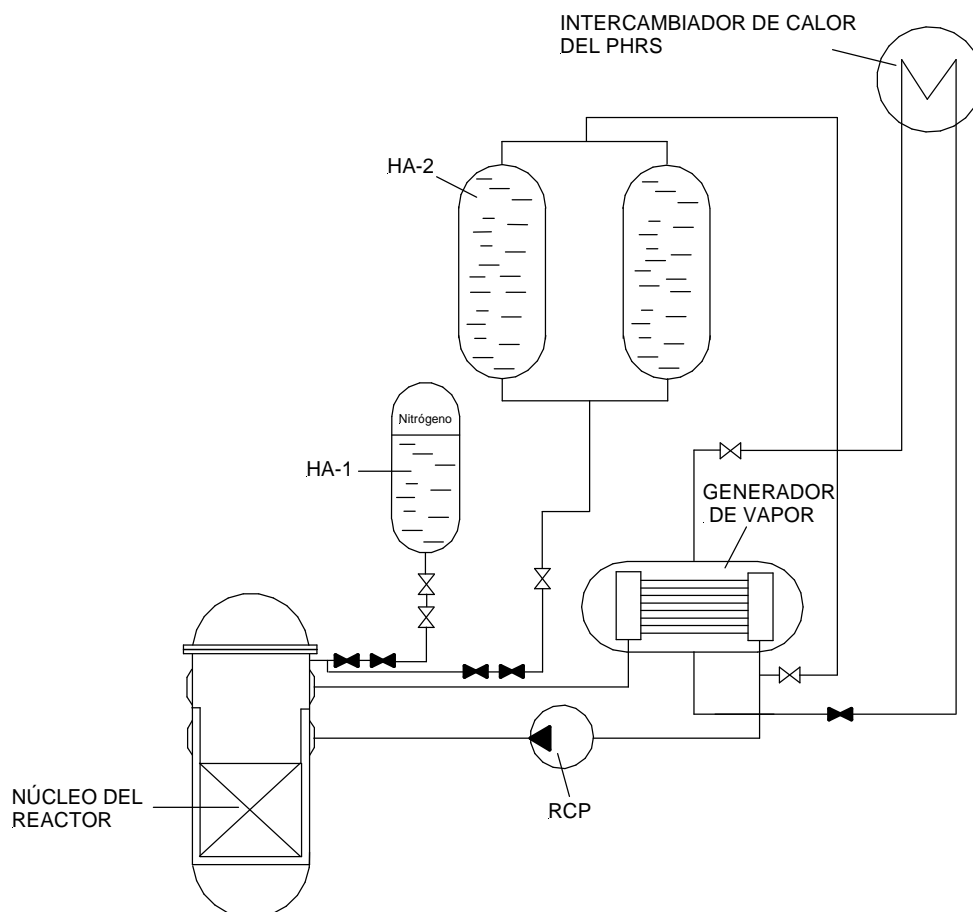 INTERCAMBIADOR DE CALOR
DEL PHRS
HA-2
Nitrógeno
HA-1
GENERADOR
DE VAPOR
NÚCLEO DEL
REACTOR
RCP